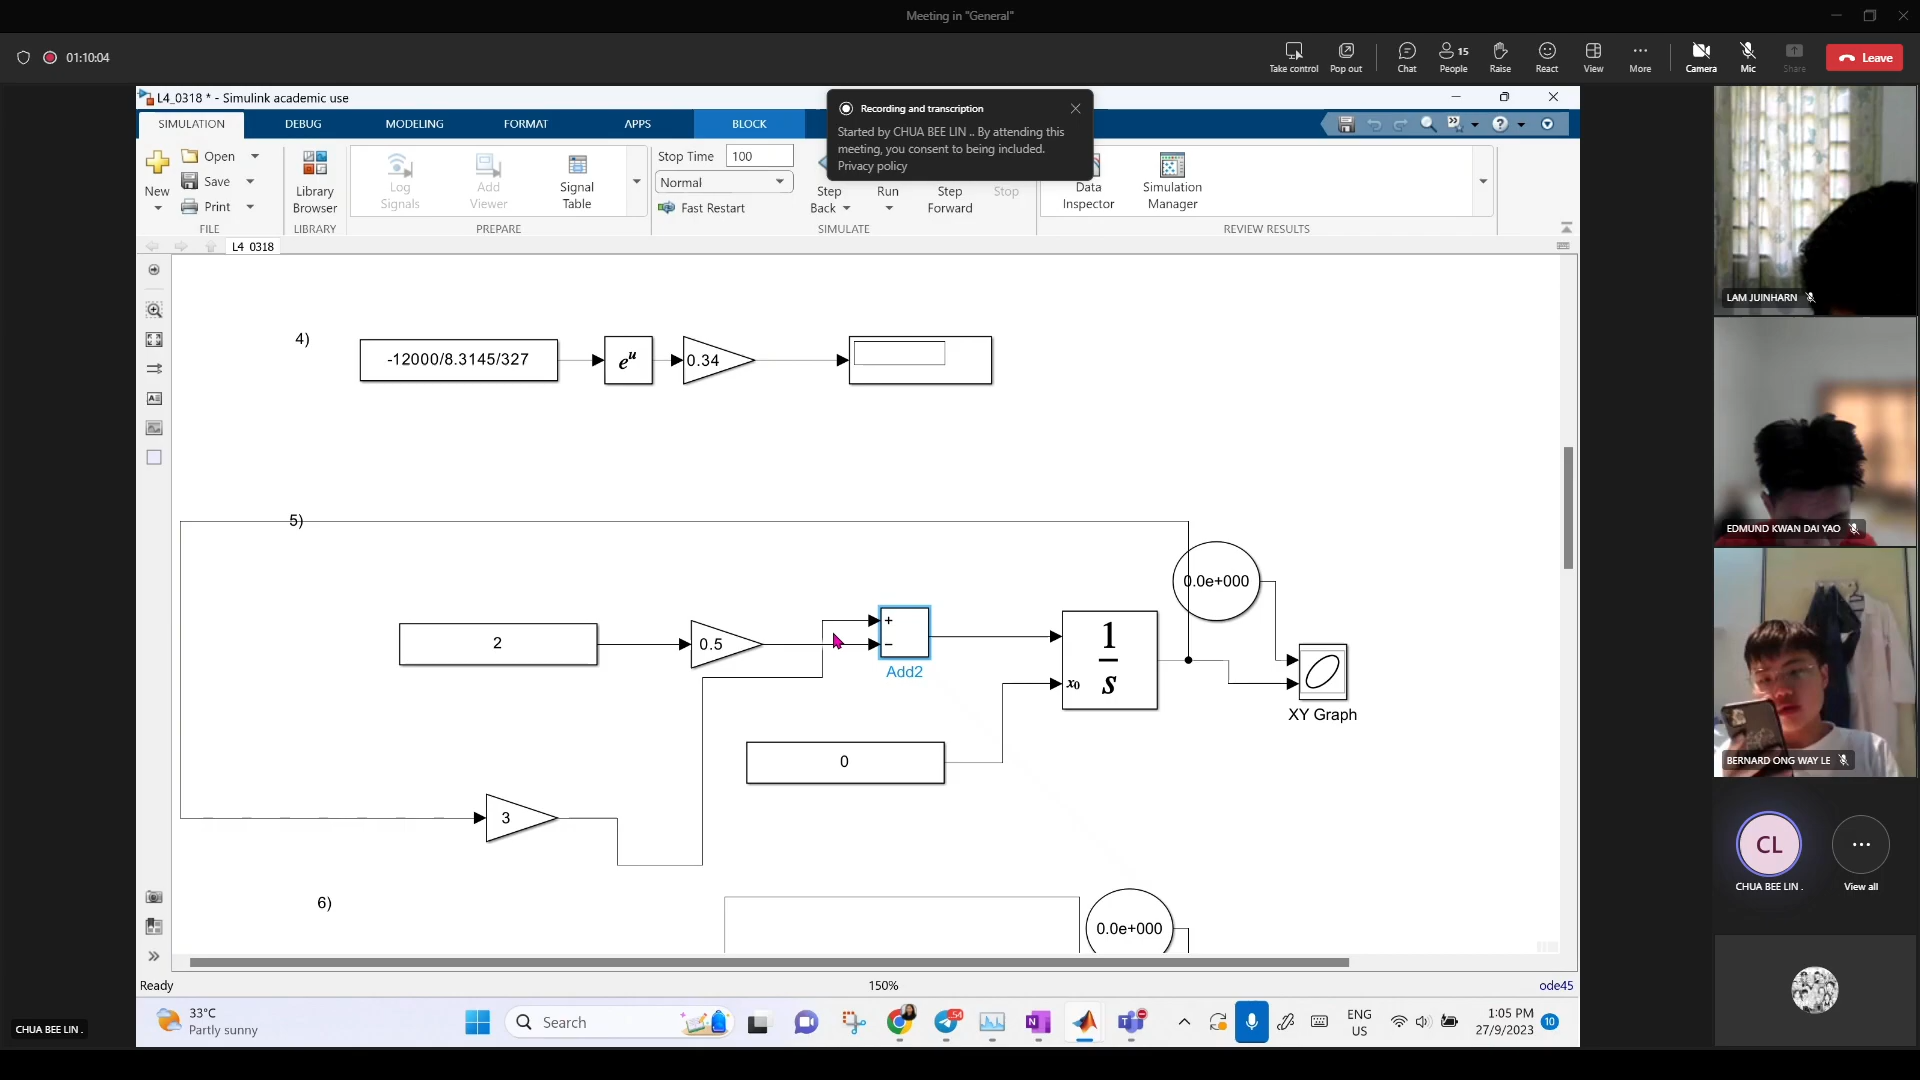 Meeting in "General"
01:10:04
Take control
Pop out
Chat
15
People
Raise
React
View
More
Camera
Mic
Share
Leave
L4_0318 * - Simulink academic use
SIMULATION
DEBUG
MODELING
FORMAT
APPS
BLOCK
Recording and transcription
Started by CHUA BEE LIN .. By attending this
meeting, you consent to being included.
Privacy policy
New
Open
Save
Print
FILE
Library
Browser
LIBRARY
Log
Signals
Add
Viewer
Signal
Table
PREPARE
Stop Time 100
Normal
Fast Restart
Step
Back
Run
Step
Forward
Stop
SIMULATE
Data
Inspector
Simulation
Manager
REVIEW RESULTS
L4_0318
4)
-12000/8.3145/327
e^u
0.34
5)
0.0e+000
2
0.5
+
−
Add2
1
s
x0
XY Graph
0
3
6)
0.0e+000
Ready
150%
ode45
33°C
Partly sunny
Search
54
ENG
US
1:05 PM
27/9/2023
10
LAM JUINHARN
EDMUND KWAN DAI YAO
BERNARD ONG WAY LE
CL
CHUA BEE LIN .
View all
CHUA BEE LIN .